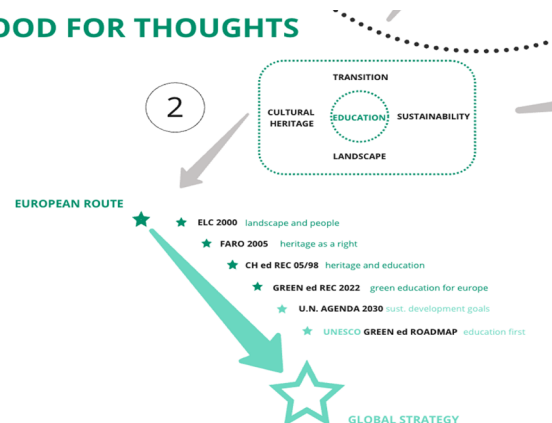 OOD FOR THOUGHTS
2
TRANSITION
CULTURAL
HERITAGE
EDUCATION
SUSTAINABILITY
LANDSCAPE
EUROPEAN ROUTE
ELC 2000 landscape and people
FARO 2005 heritage as a right
CH ed REC 05/98 heritage and education
GREEN ed REC 2022 green education for europe
U.N. AGENDA 2030 sust. development goals
UNESCO GREEN ed ROADMAP education first
GLOBAL STRATEGY